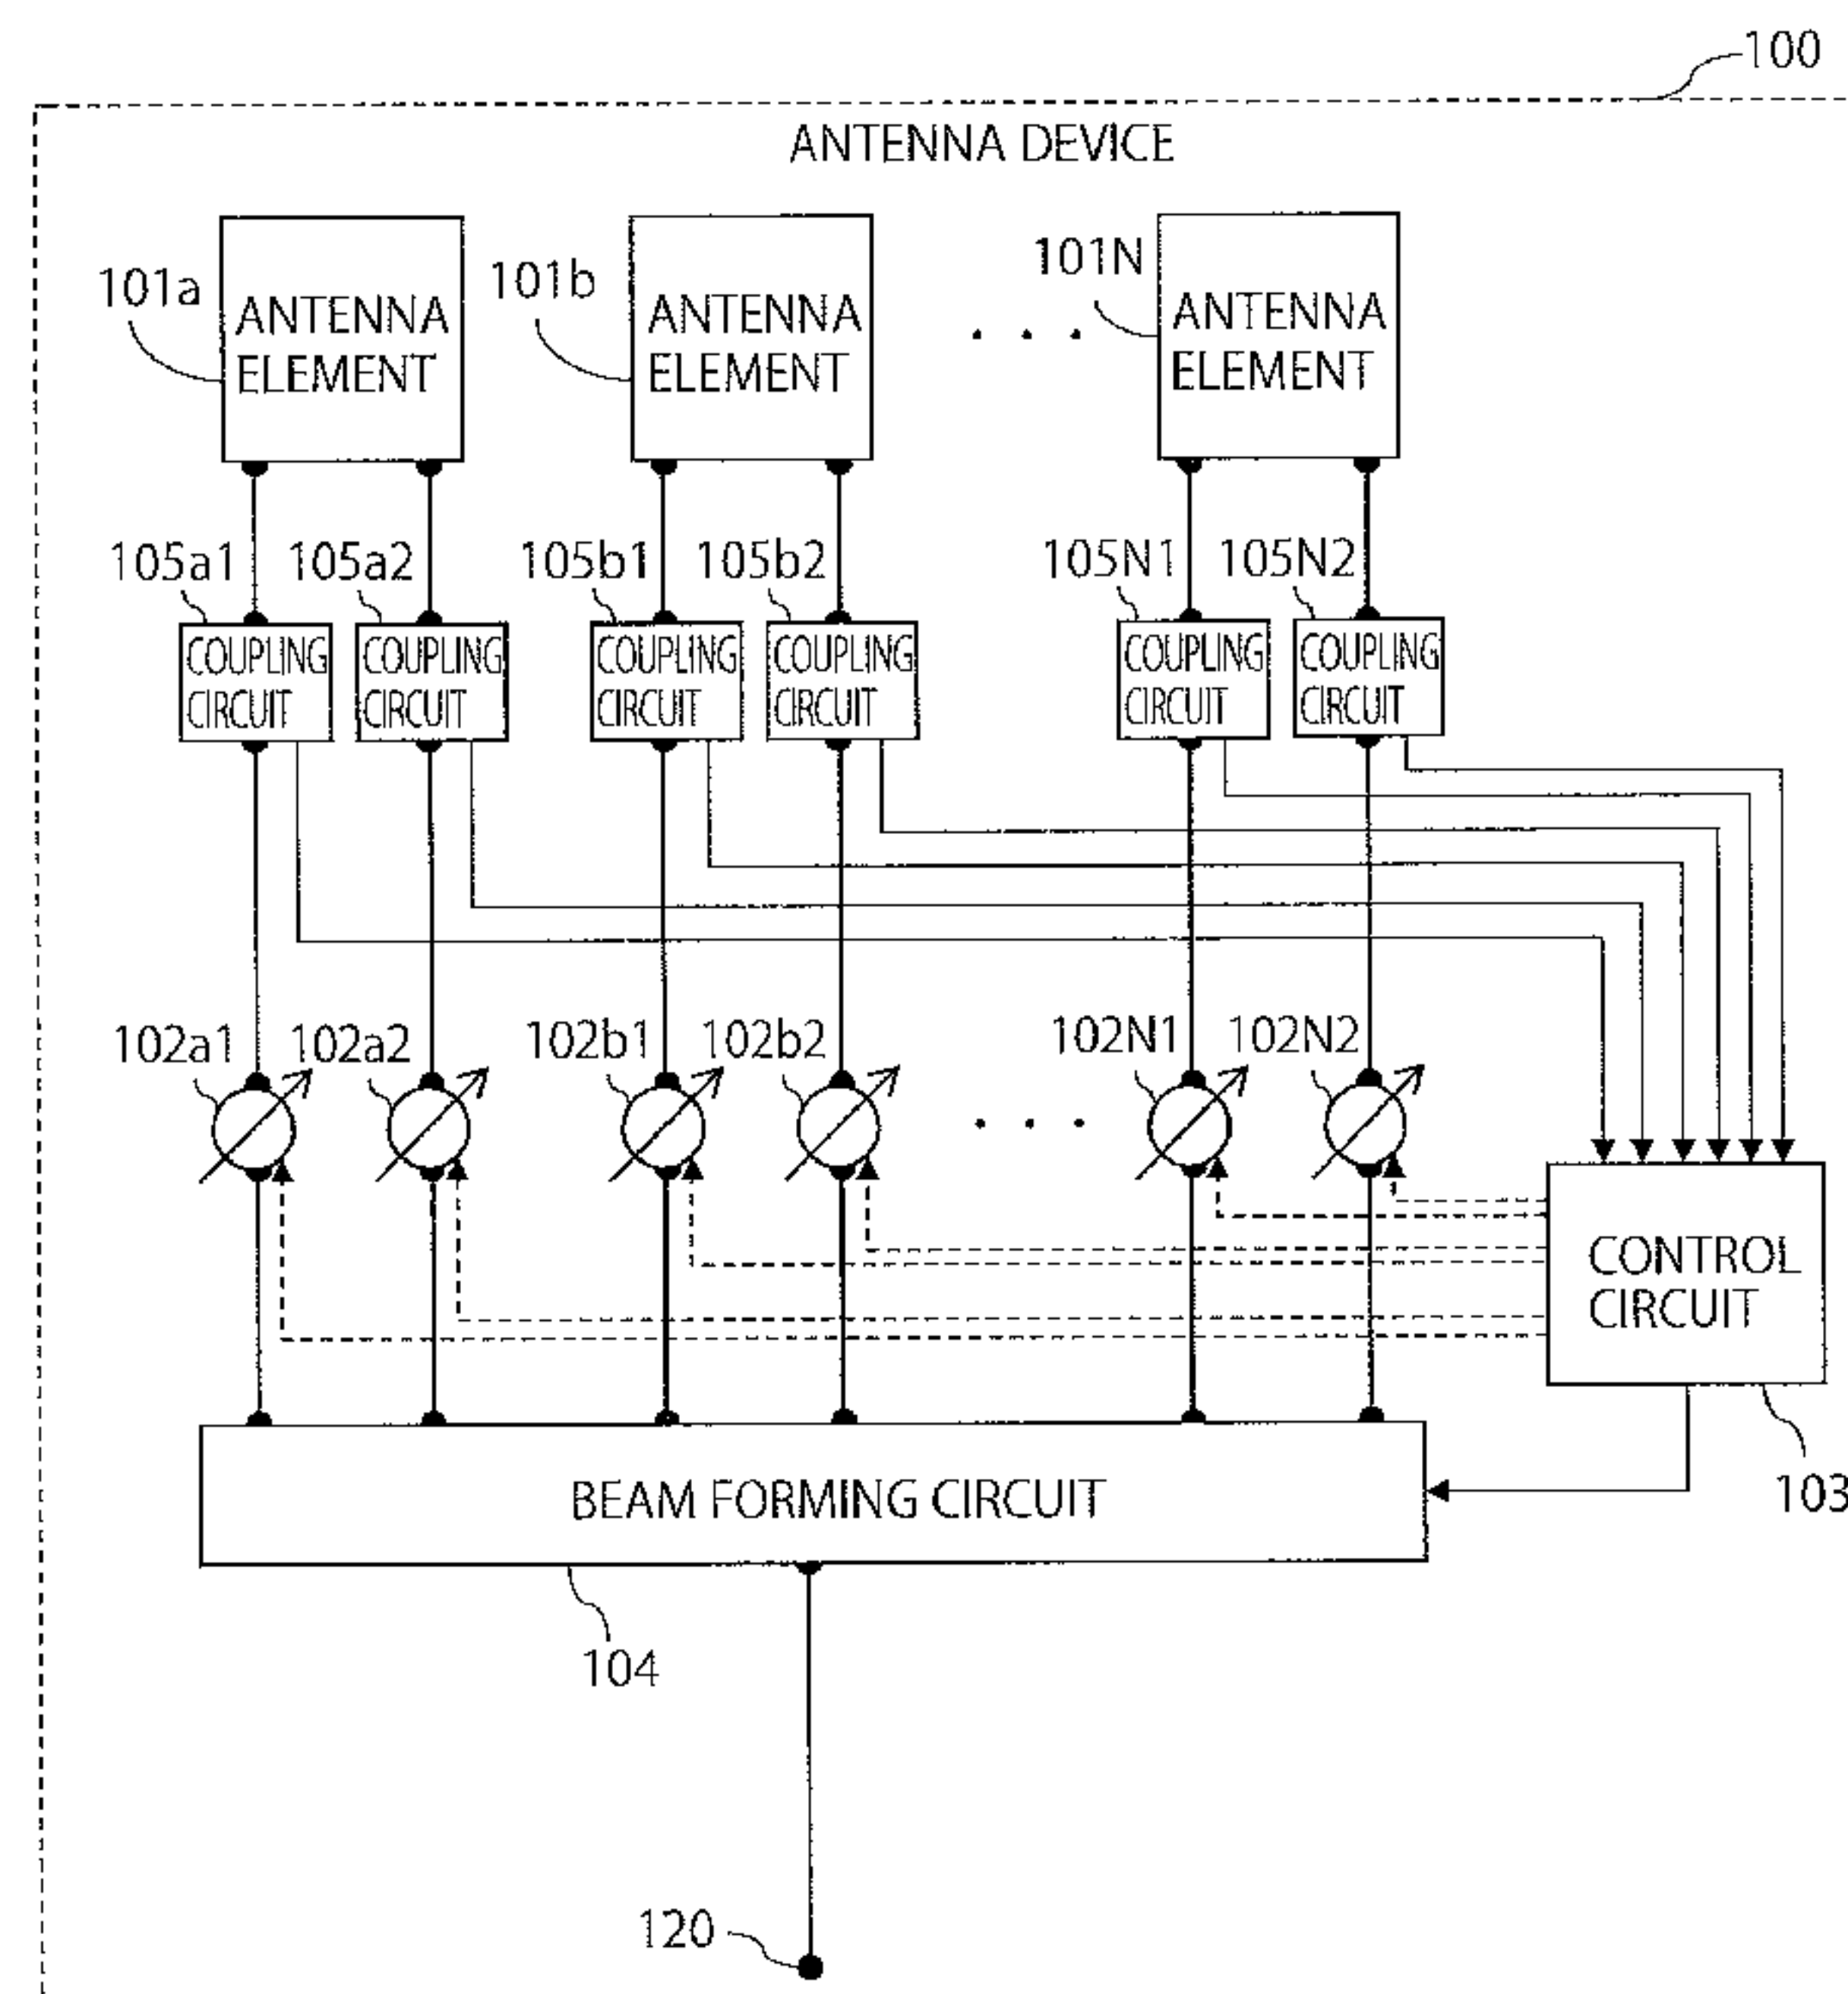 100
ANTENNA DEVICE
101a
ANTENNA
ELEMENT
101b
ANTENNA
ELEMENT
. . .
101N
ANTENNA
ELEMENT
105a1
105a2
105b1
105b2
105N1
105N2
COUPLING
CIRCUIT
COUPLING
CIRCUIT
COUPLING
CIRCUIT
COUPLING
CIRCUIT
COUPLING
CIRCUIT
COUPLING
CIRCUIT
102a1
102a2
102b1
102b2
102N1
102N2
. . .
CONTROL
CIRCUIT
103
BEAM FORMING CIRCUIT
104
120